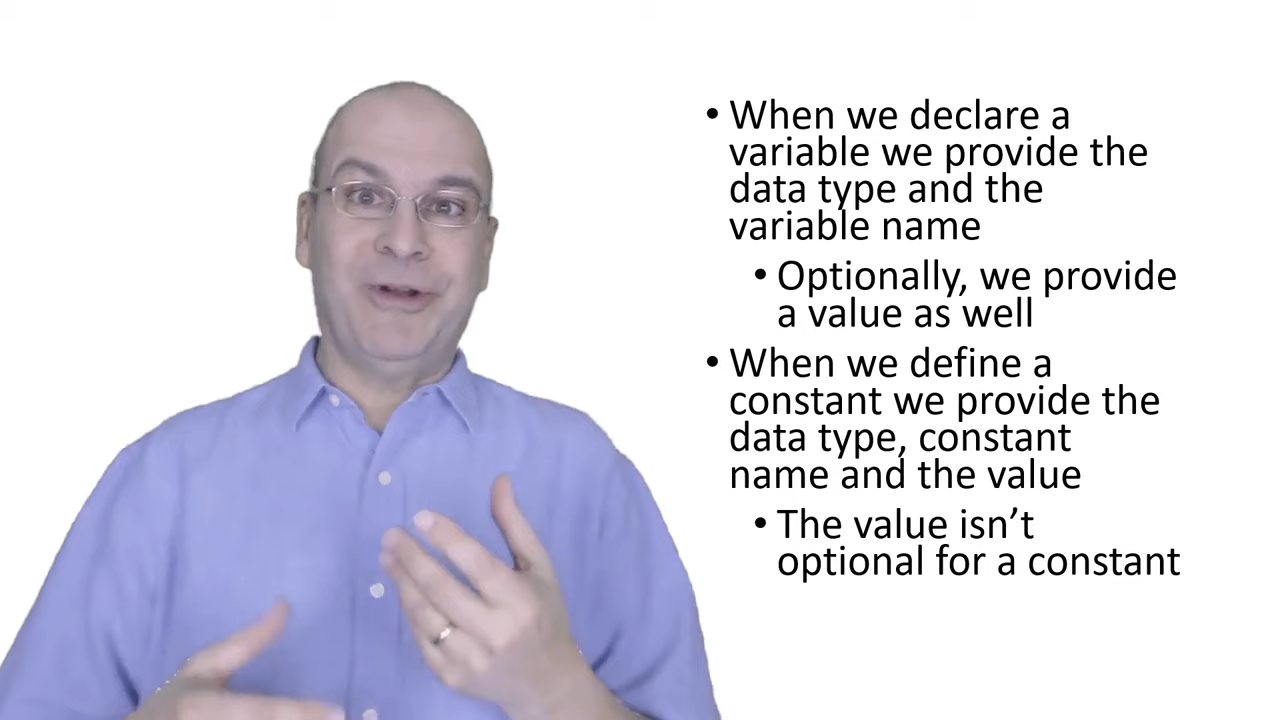 • When we declare a
variable we provide the
data type and the
variable name
• Optionally, we provide
a value as well
• When we define a
constant we provide the
data type, constant
name and the value
• The value isn’t
optional for a constant